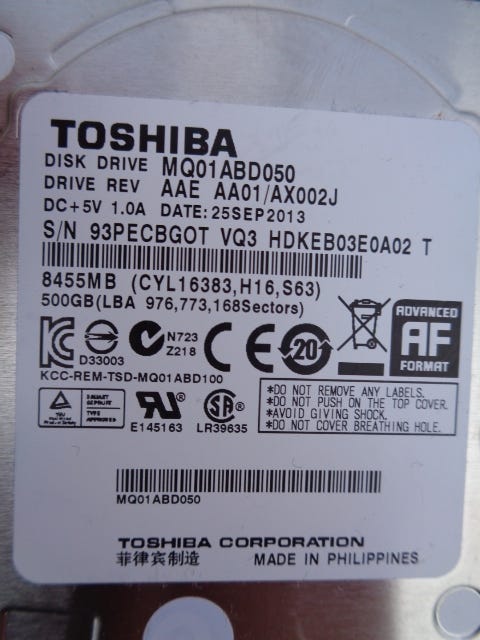 TOSHIBA
DISK DRIVE MQ01ABD050
DRIVE REV AAE AA01/AX002J
DC+5V 1.0A DATE:25SEP2013
S/N 93PECBGOT VQ3 HDKEB03E0A02 T
8455MB (CYL16383,H16,S63)
500GB(LBA 976,773,168Sectors)
D33003
N723
Z218
CE
20
ADVANCED
AF
FORMAT
KCC-REM-TSD-MQ01ABD100
*DO NOT REMOVE ANY LABELS.
*DO NOT PUSH ON THE TOP COVER.
*AVOID GIVING SHOCK.
*DO NOT COVER BREATHING HOLE.
TYPE
APPROVED
E145163
LR39635
MQ01ABD050
TOSHIBA CORPORATION
菲律宾制造 MADE IN PHILIPPINES